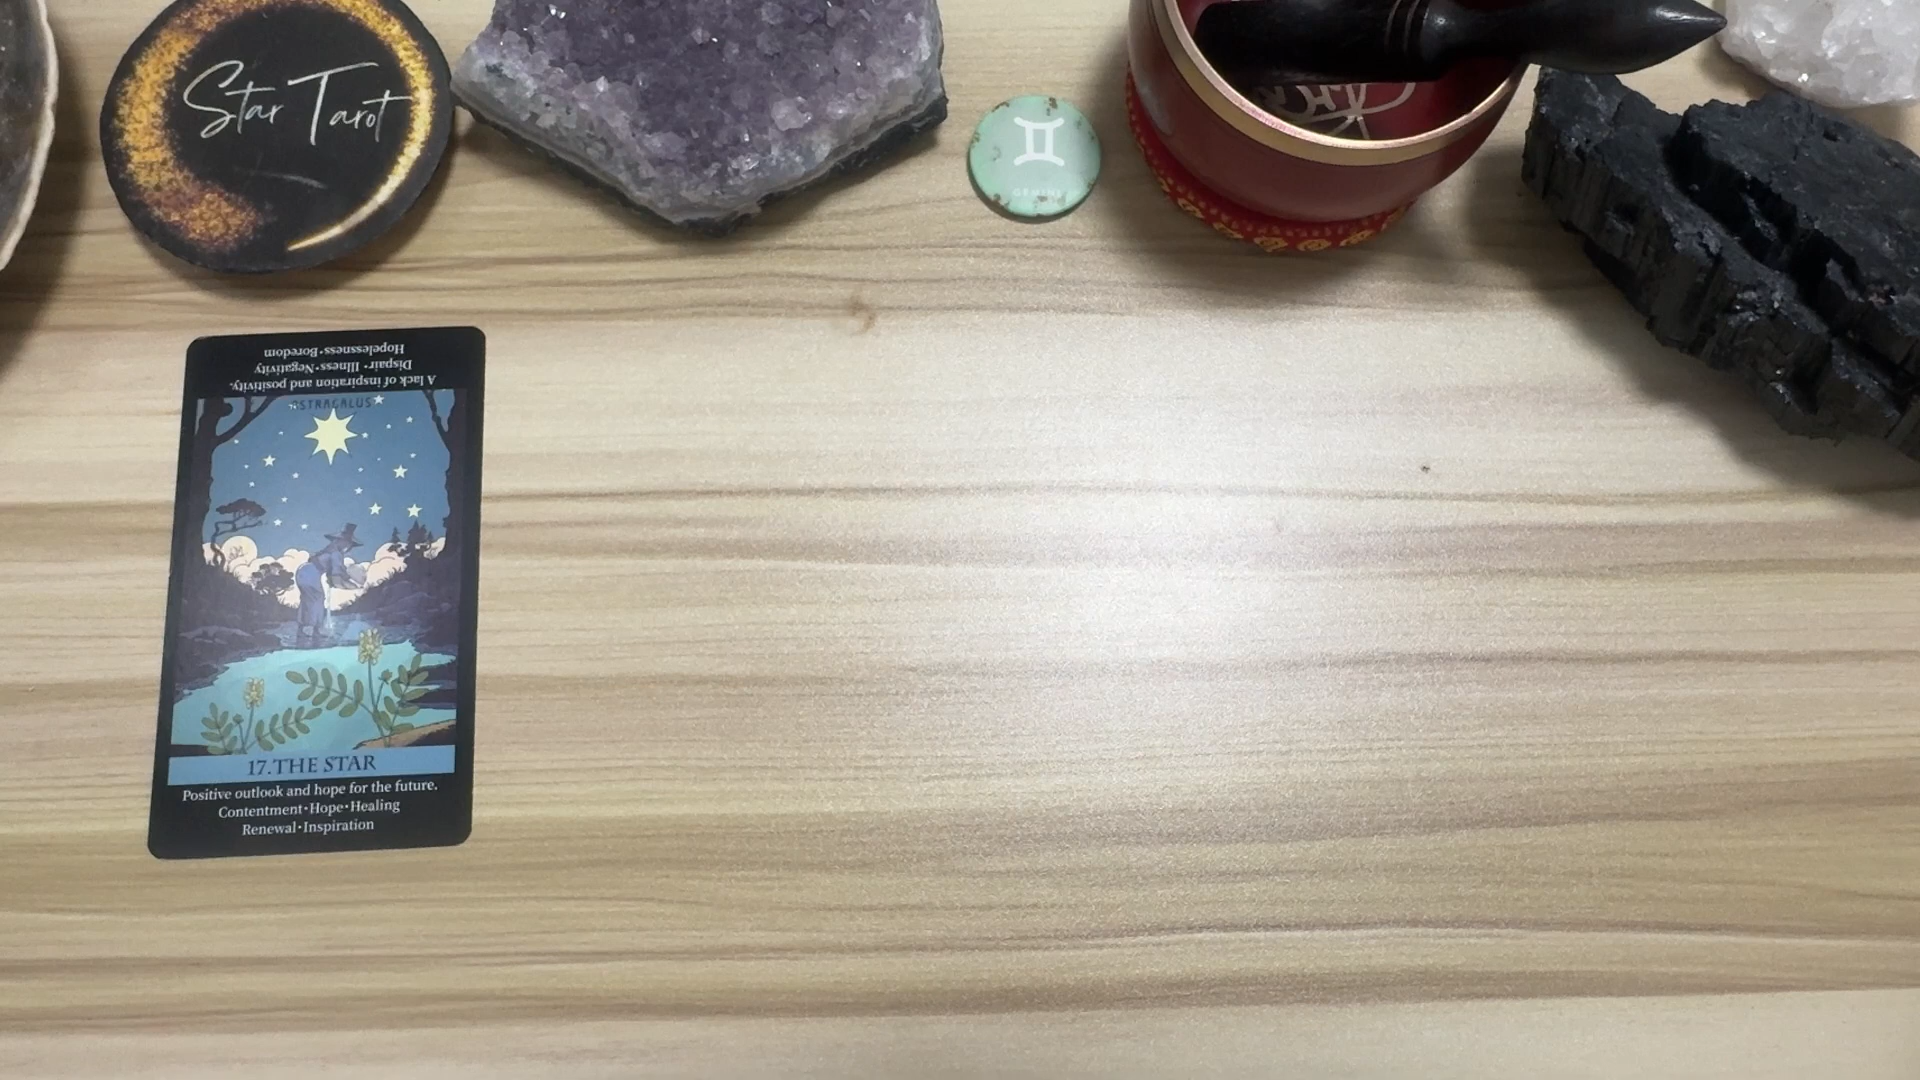 Star Tarot
GEMINI
A lack of inspiration and positivity.
Dispair • Illness • Negativity
Hopelessness • Boredom
ASTRAGALUS
17.THE STAR
Positive outlook and hope for the future.
Contentment • Hope • Healing
Renewal • Inspiration